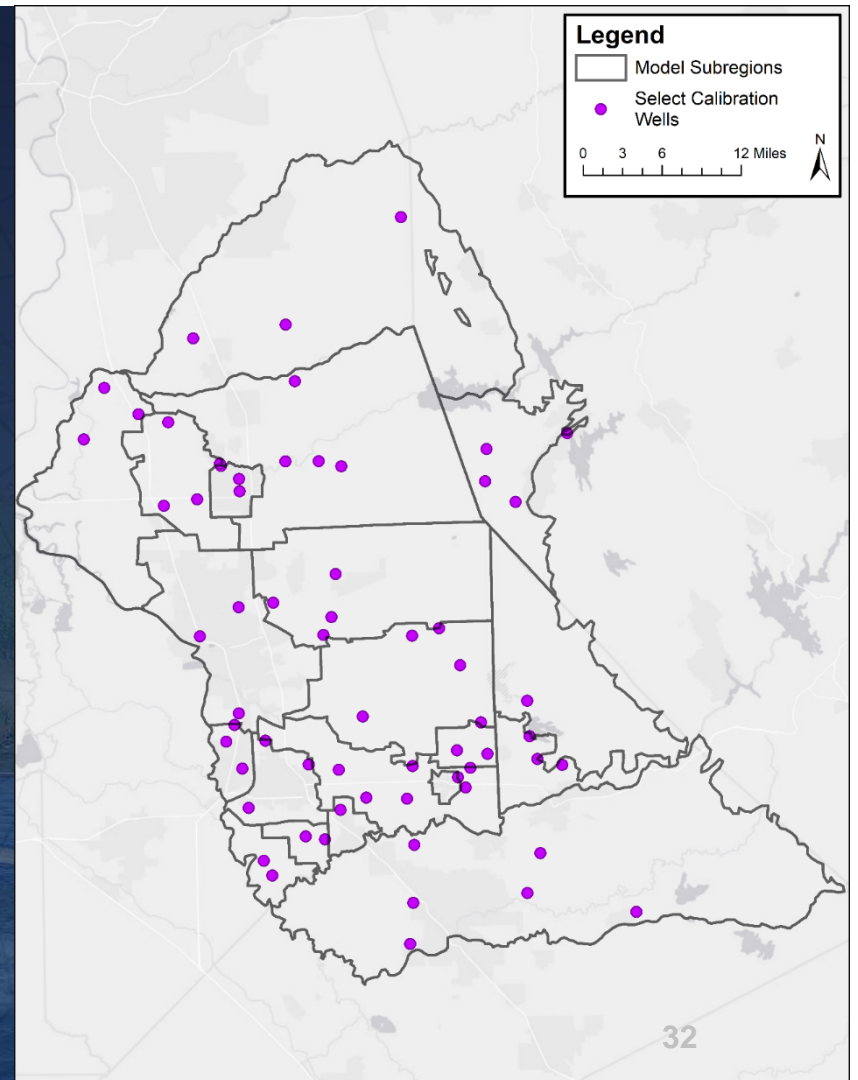 Legend
Model Subregions
Select Calibration
Wells
N
0 3 6 12 Miles
32